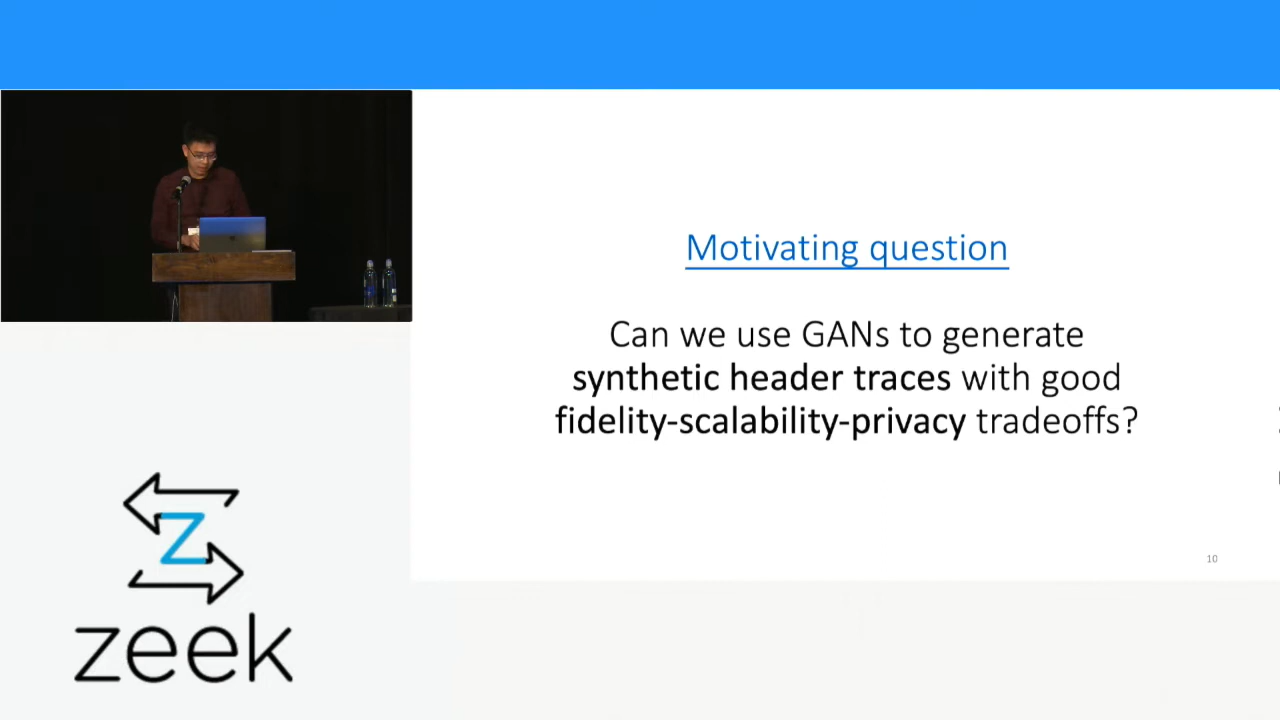 Motivating question
Can we use GANs to generate
synthetic header traces with good
fidelity-scalability-privacy tradeoffs?
10
Z
zeek